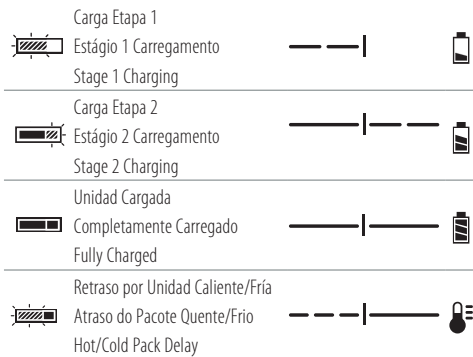 Carga Etapa 1
Estágio 1 Carregamento
Stage 1 Charging
Carga Etapa 2
Estágio 2 Carregamento
Stage 2 Charging
Unidad Cargada
Completamente Carregado
Fully Charged
Retraso por Unidad Caliente/Fría
Atraso do Pacote Quente/Frio
Hot/Cold Pack Delay